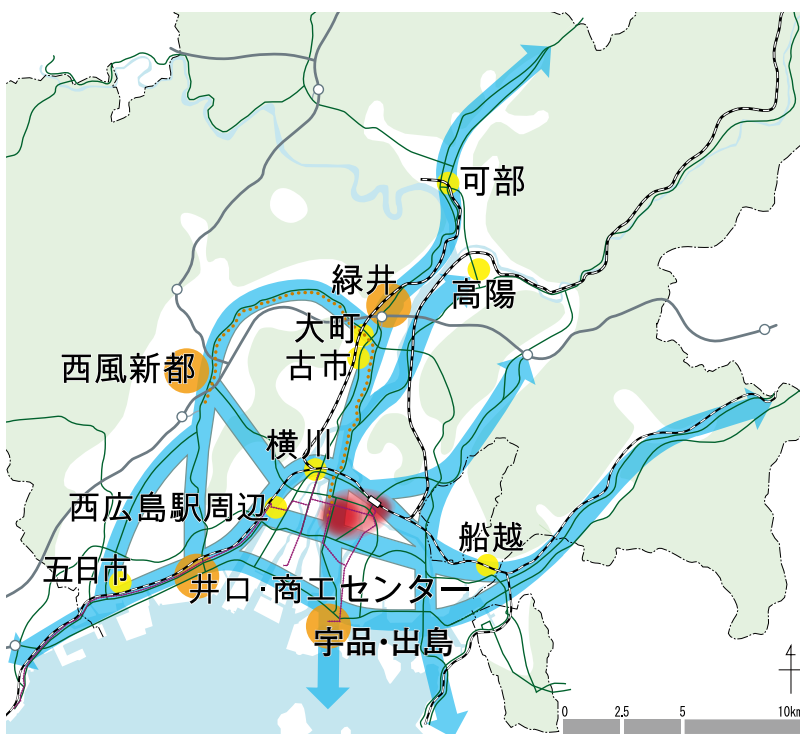 可部
緑井
高陽
大町
古市
西風新都
横川
西広島駅周辺
船越
五日市
井口・商工センター
宇品・出島
4
0 2.5 5 10km